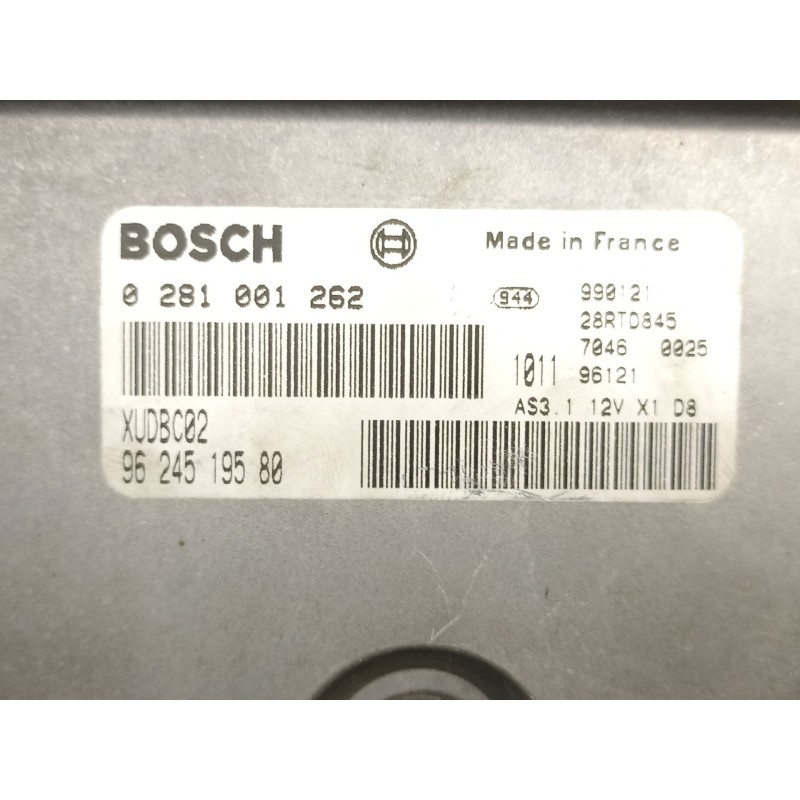 BOSCH Made in France
0 281 001 262 944 990121
28RTD845
7046 0025
1011 96121
AS3.1 12V X1 D8
XUDBC02
96 245 195 80